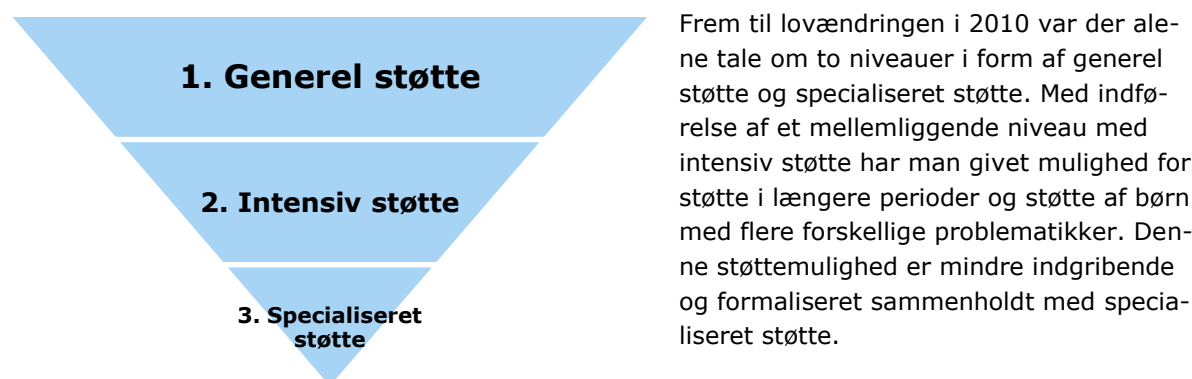 1. Generel støtte
2. Intensiv støtte
3. Specialiseret
støtte
Frem til lovændringen i 2010 var der ale-
ne tale om to niveauer i form af generel
støtte og specialiseret støtte. Med indfø-
relse af et mellemliggende niveau med
intensiv støtte har man givet mulighed for
støtte i længere perioder og støtte af børn
med flere forskellige problematikker. Den-
ne støttemulighed er mindre indgribende
og formaliseret sammenholdt med specia-
liseret støtte.